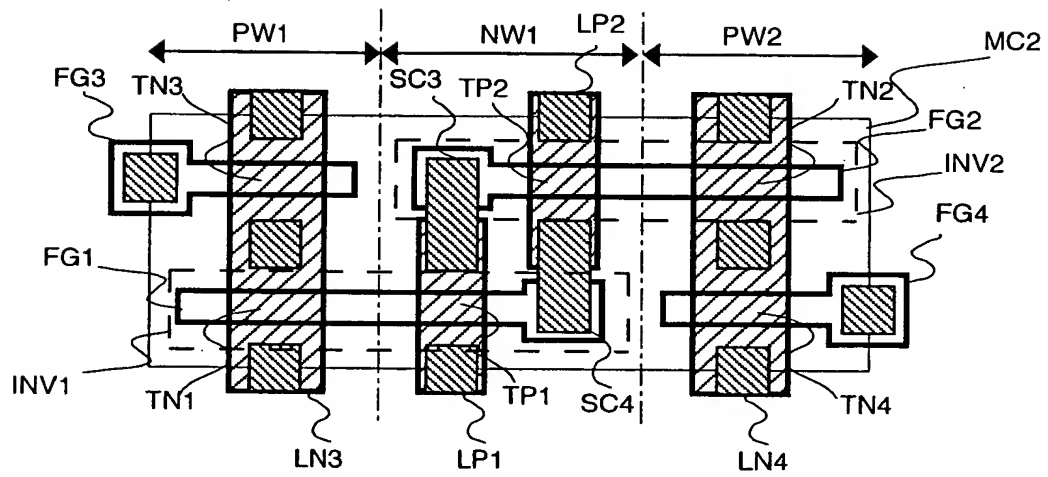 PW1
NW1
LP2
PW2
MC2
FG3
TN3
SC3
TP2
TN2
FG2
INV2
FG1
FG4
INV1
TN1
TP1
SC4
TN4
LN3
LP1
LN4